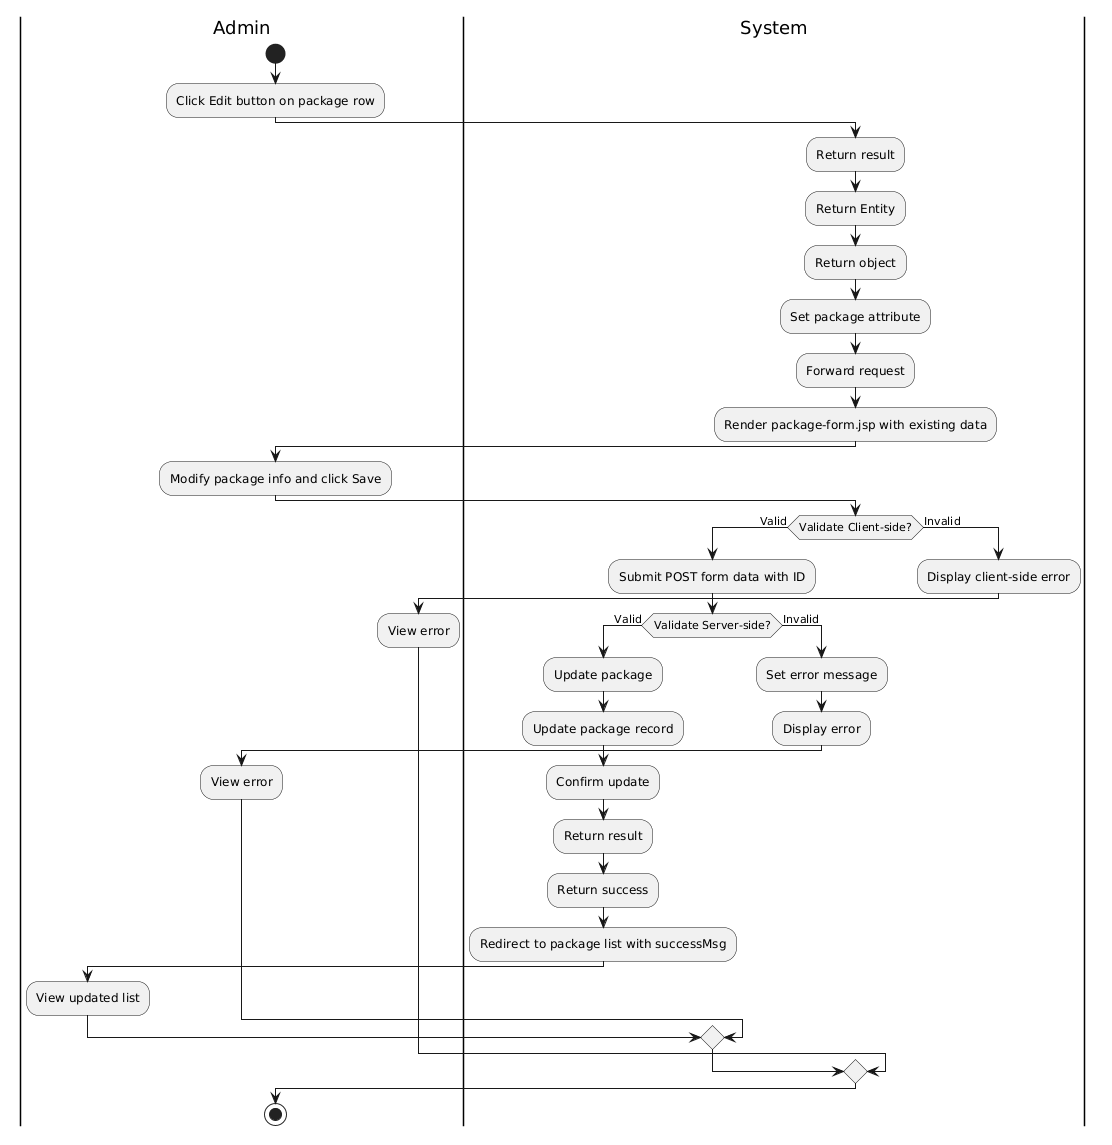 Admin
System
Click Edit button on package row
Return result
Return Entity
Return object
Set package attribute
Forward request
Render package-form.jsp with existing data
Modify package info and click Save
Valid
Validate Client-side?
Invalid
Submit POST form data with ID
Display client-side error
View error
Valid
Validate Server-side?
Invalid
Update package
Set error message
Update package record
Display error
View error
Confirm update
Return result
Return success
Redirect to package list with successMsg
View updated list